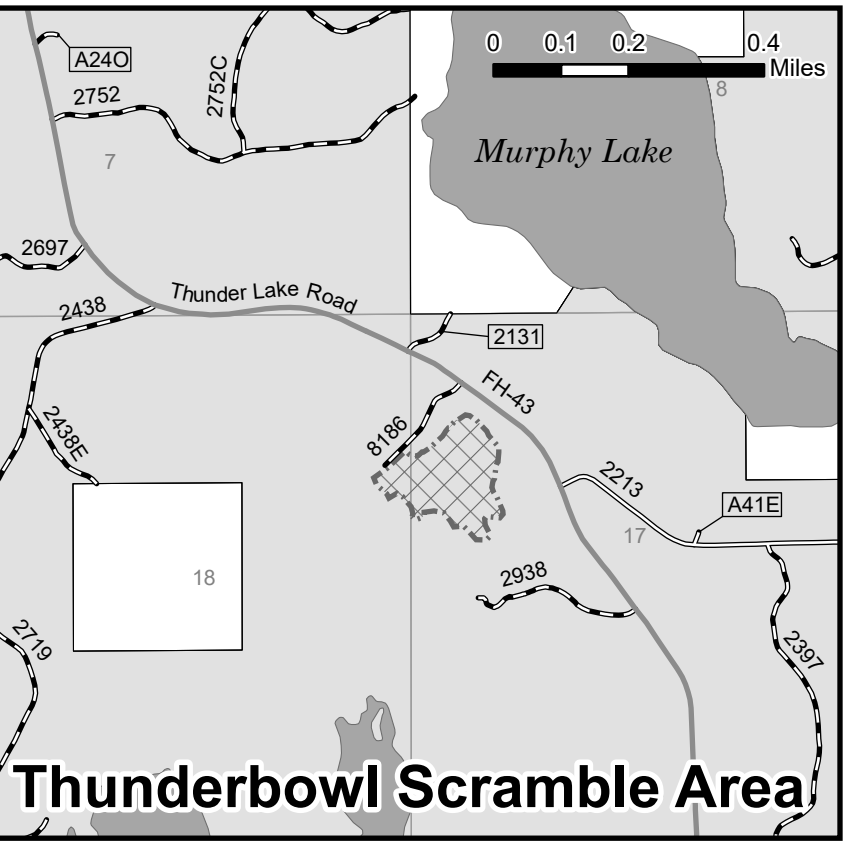 A24O
0 0.1 0.2 0.4
Miles
8
2752
2752C
Murphy Lake
7
2697
2438
Thunder Lake Road
2131
FH-43
8186
2438E
2213
A41E
17
18
2938
2719
2397
Thunderbowl Scramble Area